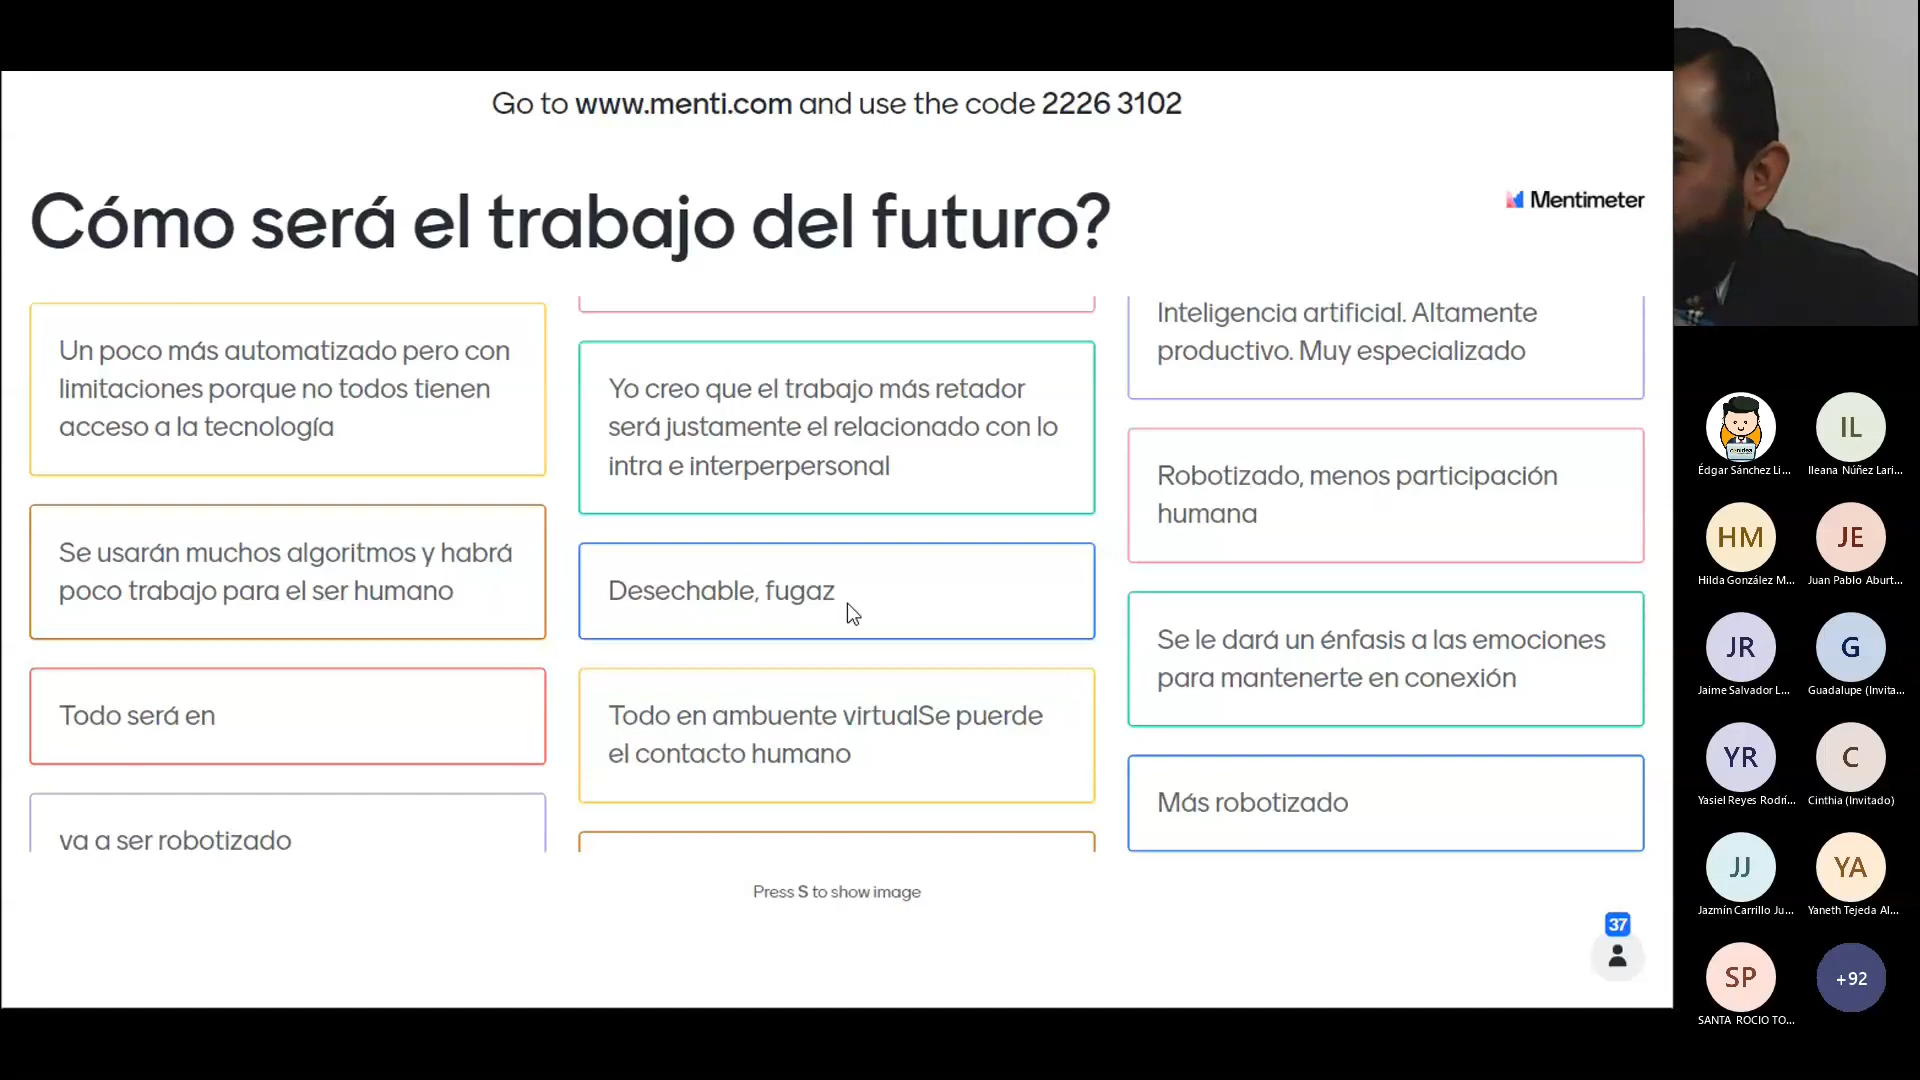 Go to www.menti.com and use the code 2226 3102
Cómo será el trabajo del futuro?
Mentimeter
Un poco más automatizado pero con
limitaciones porque no todos tienen
acceso a la tecnología
Se usarán muchos algoritmos y habrá
poco trabajo para el ser humano
Todo será en
va a ser robotizado
Yo creo que el trabajo más retador
será justamente el relacionado con lo
intra e interperpersonal
Desechable, fugaz
Todo en ambuente virtualSe puerde
el contacto humano
Inteligencia artificial. Altamente
productivo. Muy especializado
Robotizado, menos participación
humana
Se le dará un énfasis a las emociones
para mantenerte en conexión
Más robotizado
Press S to show image
37
Édgar Sánchez Li...
IL
Ileana Núñez Lari...
HM
Hilda González M...
JE
Juan Pablo Aburt...
JR
Jaime Salvador L...
G
Guadalupe (Invita...
YR
Yasiel Reyes Rodrí...
C
Cinthia (Invitado)
JJ
Jazmín Carrillo Ju...
YA
Yaneth Tejeda Al...
SP
SANTA ROCIO TO...
+92